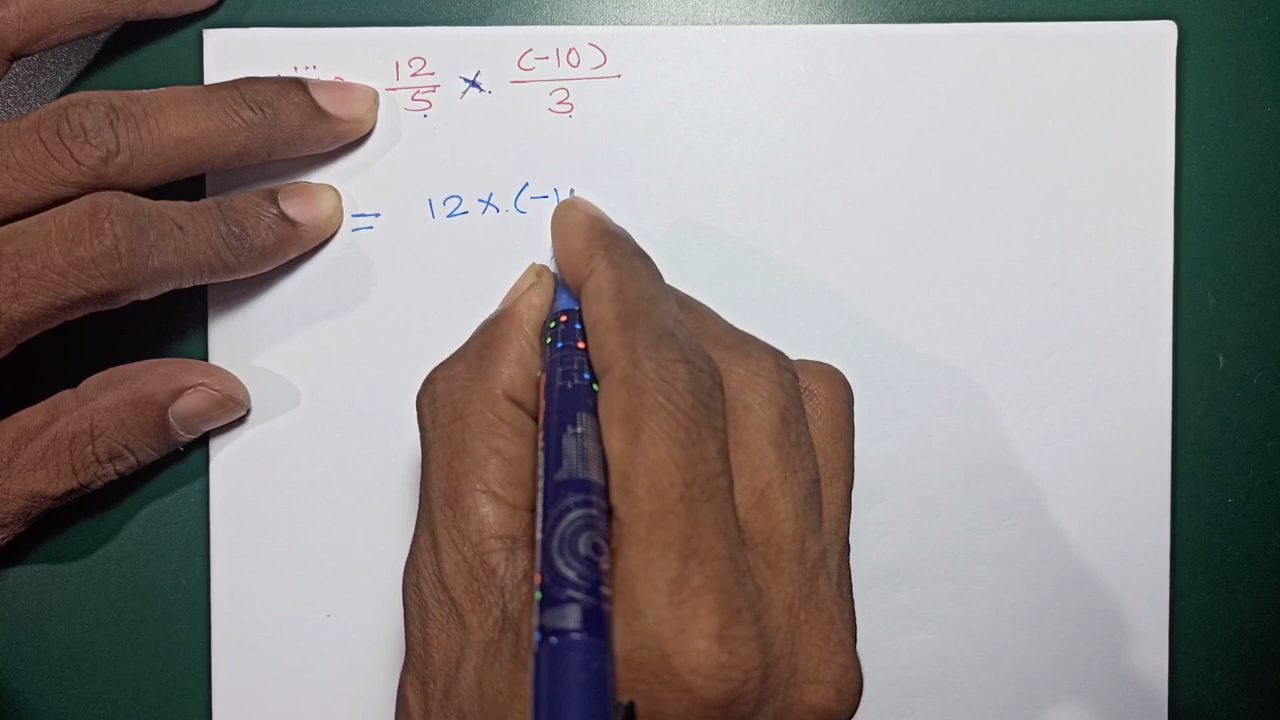 12/5 × (-10)/3
= 12 × (-1